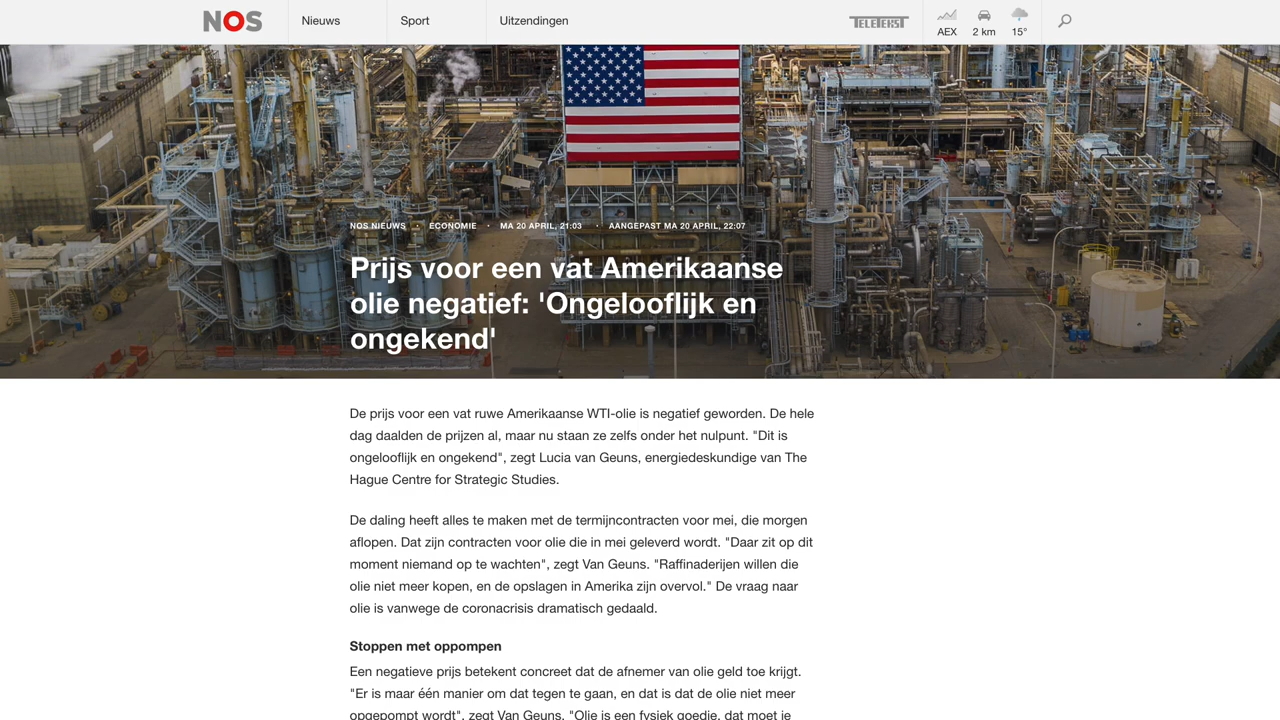 NOS
Nieuws
Sport
Uitzendingen
TELETEKST
AEX
2 km
15°
NOS NIEUWS • ECONOMIE • MA 20 APRIL, 21:03 • AANGEPAST MA 20 APRIL, 22:07
Prijs voor een vat Amerikaanse
olie negatief: 'Ongelooflijk en
ongekend'
De prijs voor een vat ruwe Amerikaanse WTI-olie is negatief geworden. De hele
dag daalden de prijzen al, maar nu staan ze zelfs onder het nulpunt. "Dit is
ongelooflijk en ongekend", zegt Lucia van Geuns, energiedeskundige van The
Hague Centre for Strategic Studies.
De daling heeft alles te maken met de termijncontracten voor mei, die morgen
aflopen. Dat zijn contracten voor olie die in mei geleverd wordt. "Daar zit op dit
moment niemand op te wachten", zegt Van Geuns. "Raffinaderijen willen die
olie niet meer kopen, en de opslagen in Amerika zijn overvol." De vraag naar
olie is vanwege de coronacrisis dramatisch gedaald.
Stoppen met oppompen
Een negatieve prijs betekent concreet dat de afnemer van olie geld toe krijgt.
"Er is maar één manier om dat tegen te gaan, en dat is dat de olie niet meer
opgepompt wordt", zegt Van Geuns. "Olie is een fysiek goedje, dat moet je